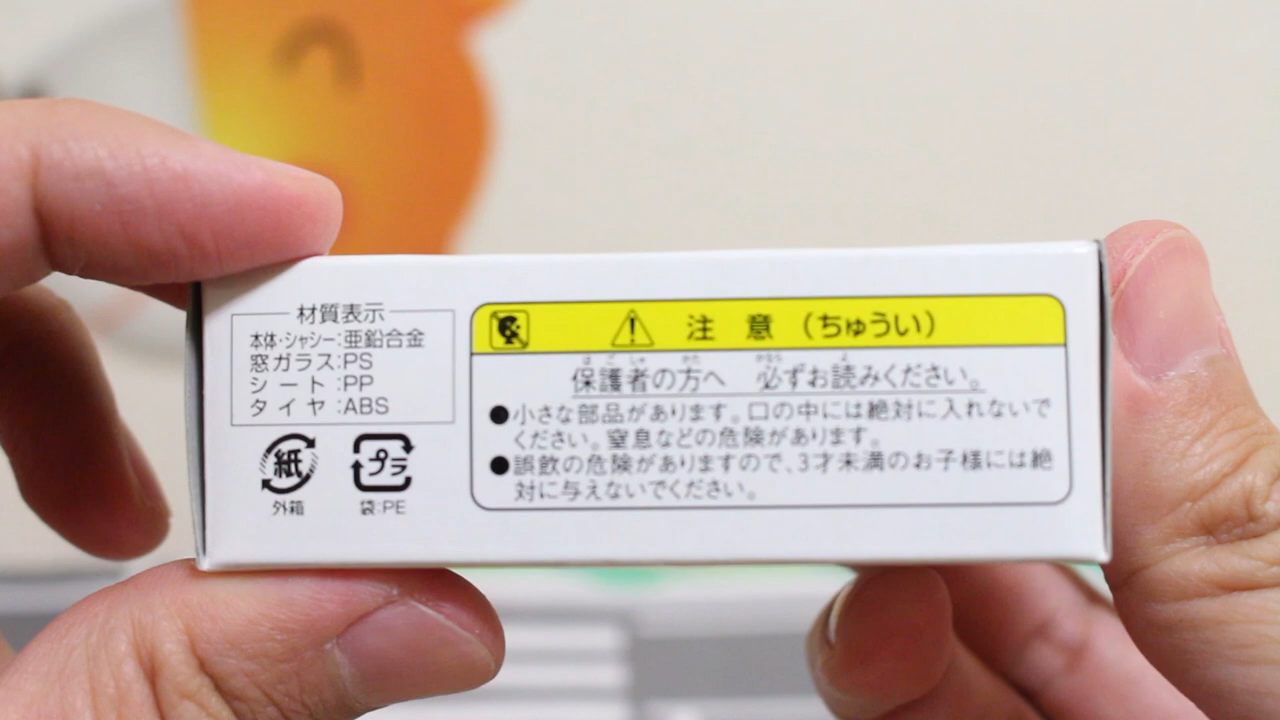 材質表示
本体・シャシー:亜鉛合金
窓ガラス:PS
シート:PP
タイヤ:ABS
紙
外箱
プラ
袋:PE
注意（ちゅうい）
ほごしゃ かた かなら よ
保護者の方へ 必ずお読みください。
●小さな部品があります。口の中には絶対に入れないで
ください。窒息などの危険があります。
●誤飲の危険がありますので、3才未満のお子様には絶
対に与えないでください。